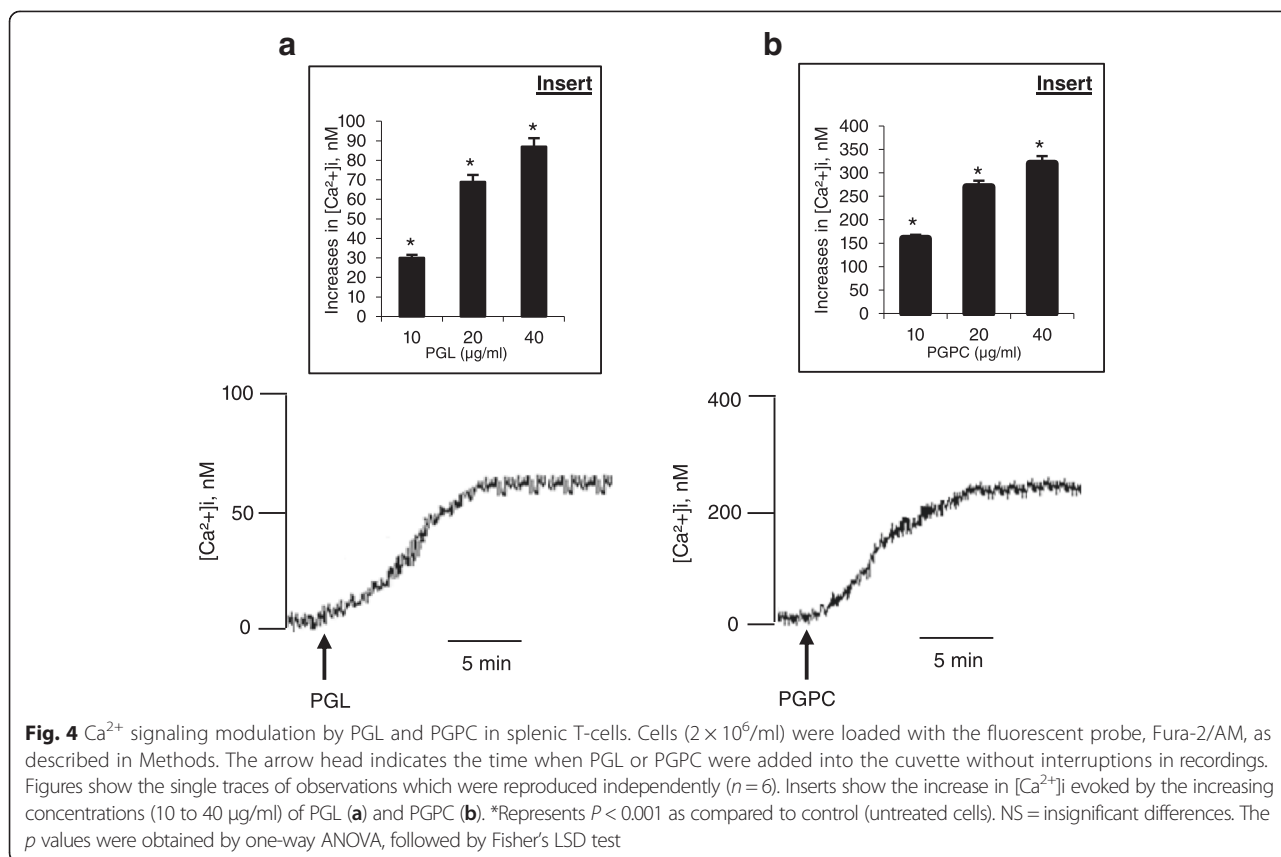 a
Insert
Increases in [Ca²+]i, nM
100
90
80
70
60
50
40
30
20
10
0
*
*
*
10 20 40
PGL (µg/ml)
b
Insert
Increases in [Ca²+]i, nM
400
350
300
250
200
150
100
50
0
*
*
*
10 20 40
PGPC (µg/ml)
[Ca²+]i, nM
100
50
0
5 min
PGL
[Ca²+]i, nM
400
200
0
5 min
PGPC
Fig. 4 Ca²⁺ signaling modulation by PGL and PGPC in splenic T-cells. Cells (2 × 10⁶/ml) were loaded with the fluorescent probe, Fura-2/AM, as
described in Methods. The arrow head indicates the time when PGL or PGPC were added into the cuvette without interruptions in recordings.
Figures show the single traces of observations which were reproduced independently (n = 6). Inserts show the increase in [Ca²⁺]i evoked by the increasing
concentrations (10 to 40 µg/ml) of PGL (a) and PGPC (b). *Represents P < 0.001 as compared to control (untreated cells). NS = insignificant differences. The
p values were obtained by one-way ANOVA, followed by Fisher's LSD test